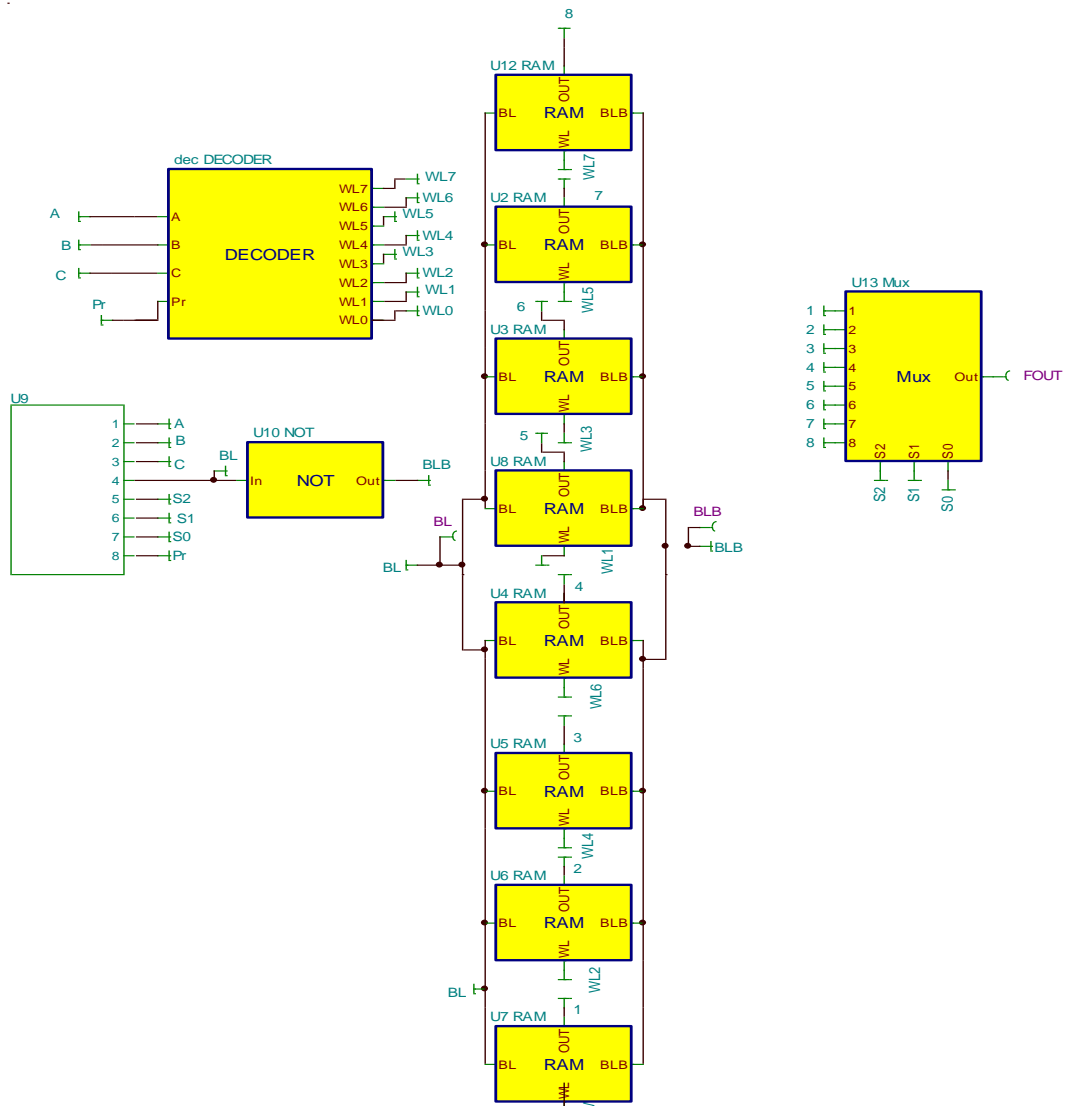 8
U12 RAM
OUT
BL RAM BLB
WL
WL7
dec DECODER
WL7 WL7
WL6 WL6
A A WL5 WL5
B B WL4 WL4
DECODER
C C WL3 WL3
WL2 WL2
Pr Pr WL1 WL1
WL0 WL0
7
U2 RAM
OUT
BL RAM BLB
WL
WL5
6
U3 RAM
OUT
BL RAM BLB
WL
WL3
5
U8 RAM
OUT
BL RAM BLB
WL
WL1
U13 Mux
1 1
2 2
3 3
4 4
5 5
6 6
7 7
8 8
Mux Out FOUT
S2 S1 S0
S2 S1 S0
U9
1 A
2 B
3 C
4 BL
5 S2
6 S1
7 S0
8 Pr
U10 NOT
In NOT Out BLB
BL
BL
BLB
BLB
4
U4 RAM
OUT
BL RAM BLB
WL
WL6
3
U5 RAM
OUT
BL RAM BLB
WL
WL4
2
U6 RAM
OUT
BL RAM BLB
WL
WL2
BL
1
U7 RAM
OUT
BL RAM BLB
WL